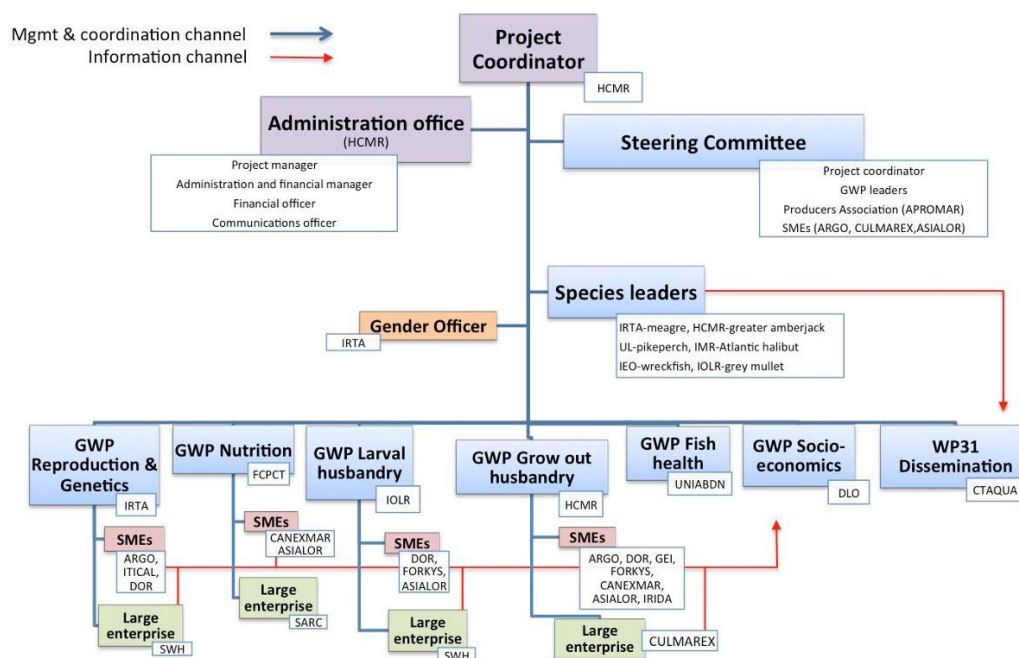 Mgmt & coordination channel
Information channel
Project
Coordinator
HCMR
Administration office
(HCMR)
Project manager
Administration and financial manager
Financial officer
Communications officer
Steering Committee
Project coordinator
GWP leaders
Producers Association (APROMAR)
SMEs (ARGO, CULMAREX,ASIALOR)
Species leaders
IRTA-meagre, HCMR-greater amberjack
UL-pikeperch, IMR-Atlantic halibut
IEO-wreckfish, IOLR-grey mullet
Gender Officer
IRTA
GWP
Reproduction &
Genetics
IRTA
SMEs
ARGO,
ITICAL,
DOR
Large
enterprise
SWH
GWP Nutrition
FCPCT
SMEs
CANEXMAR
ASIALOR
Large
enterprise
SARC
GWP Larval
husbandry
IOLR
SMEs
DOR,
FORKYS,
ASIALOR
Large
enterprise
SWH
GWP Grow out
husbandry
HCMR
SMEs
ARGO, DOR, GEI,
FORKYS,
CANEXMAR,
ASIALOR, IRIDA
Large
enterprise
CULMAREX
GWP Fish
health
UNIABDN
GWP Socio-
economics
DLO
WP31
Dissemination
CTAQUA